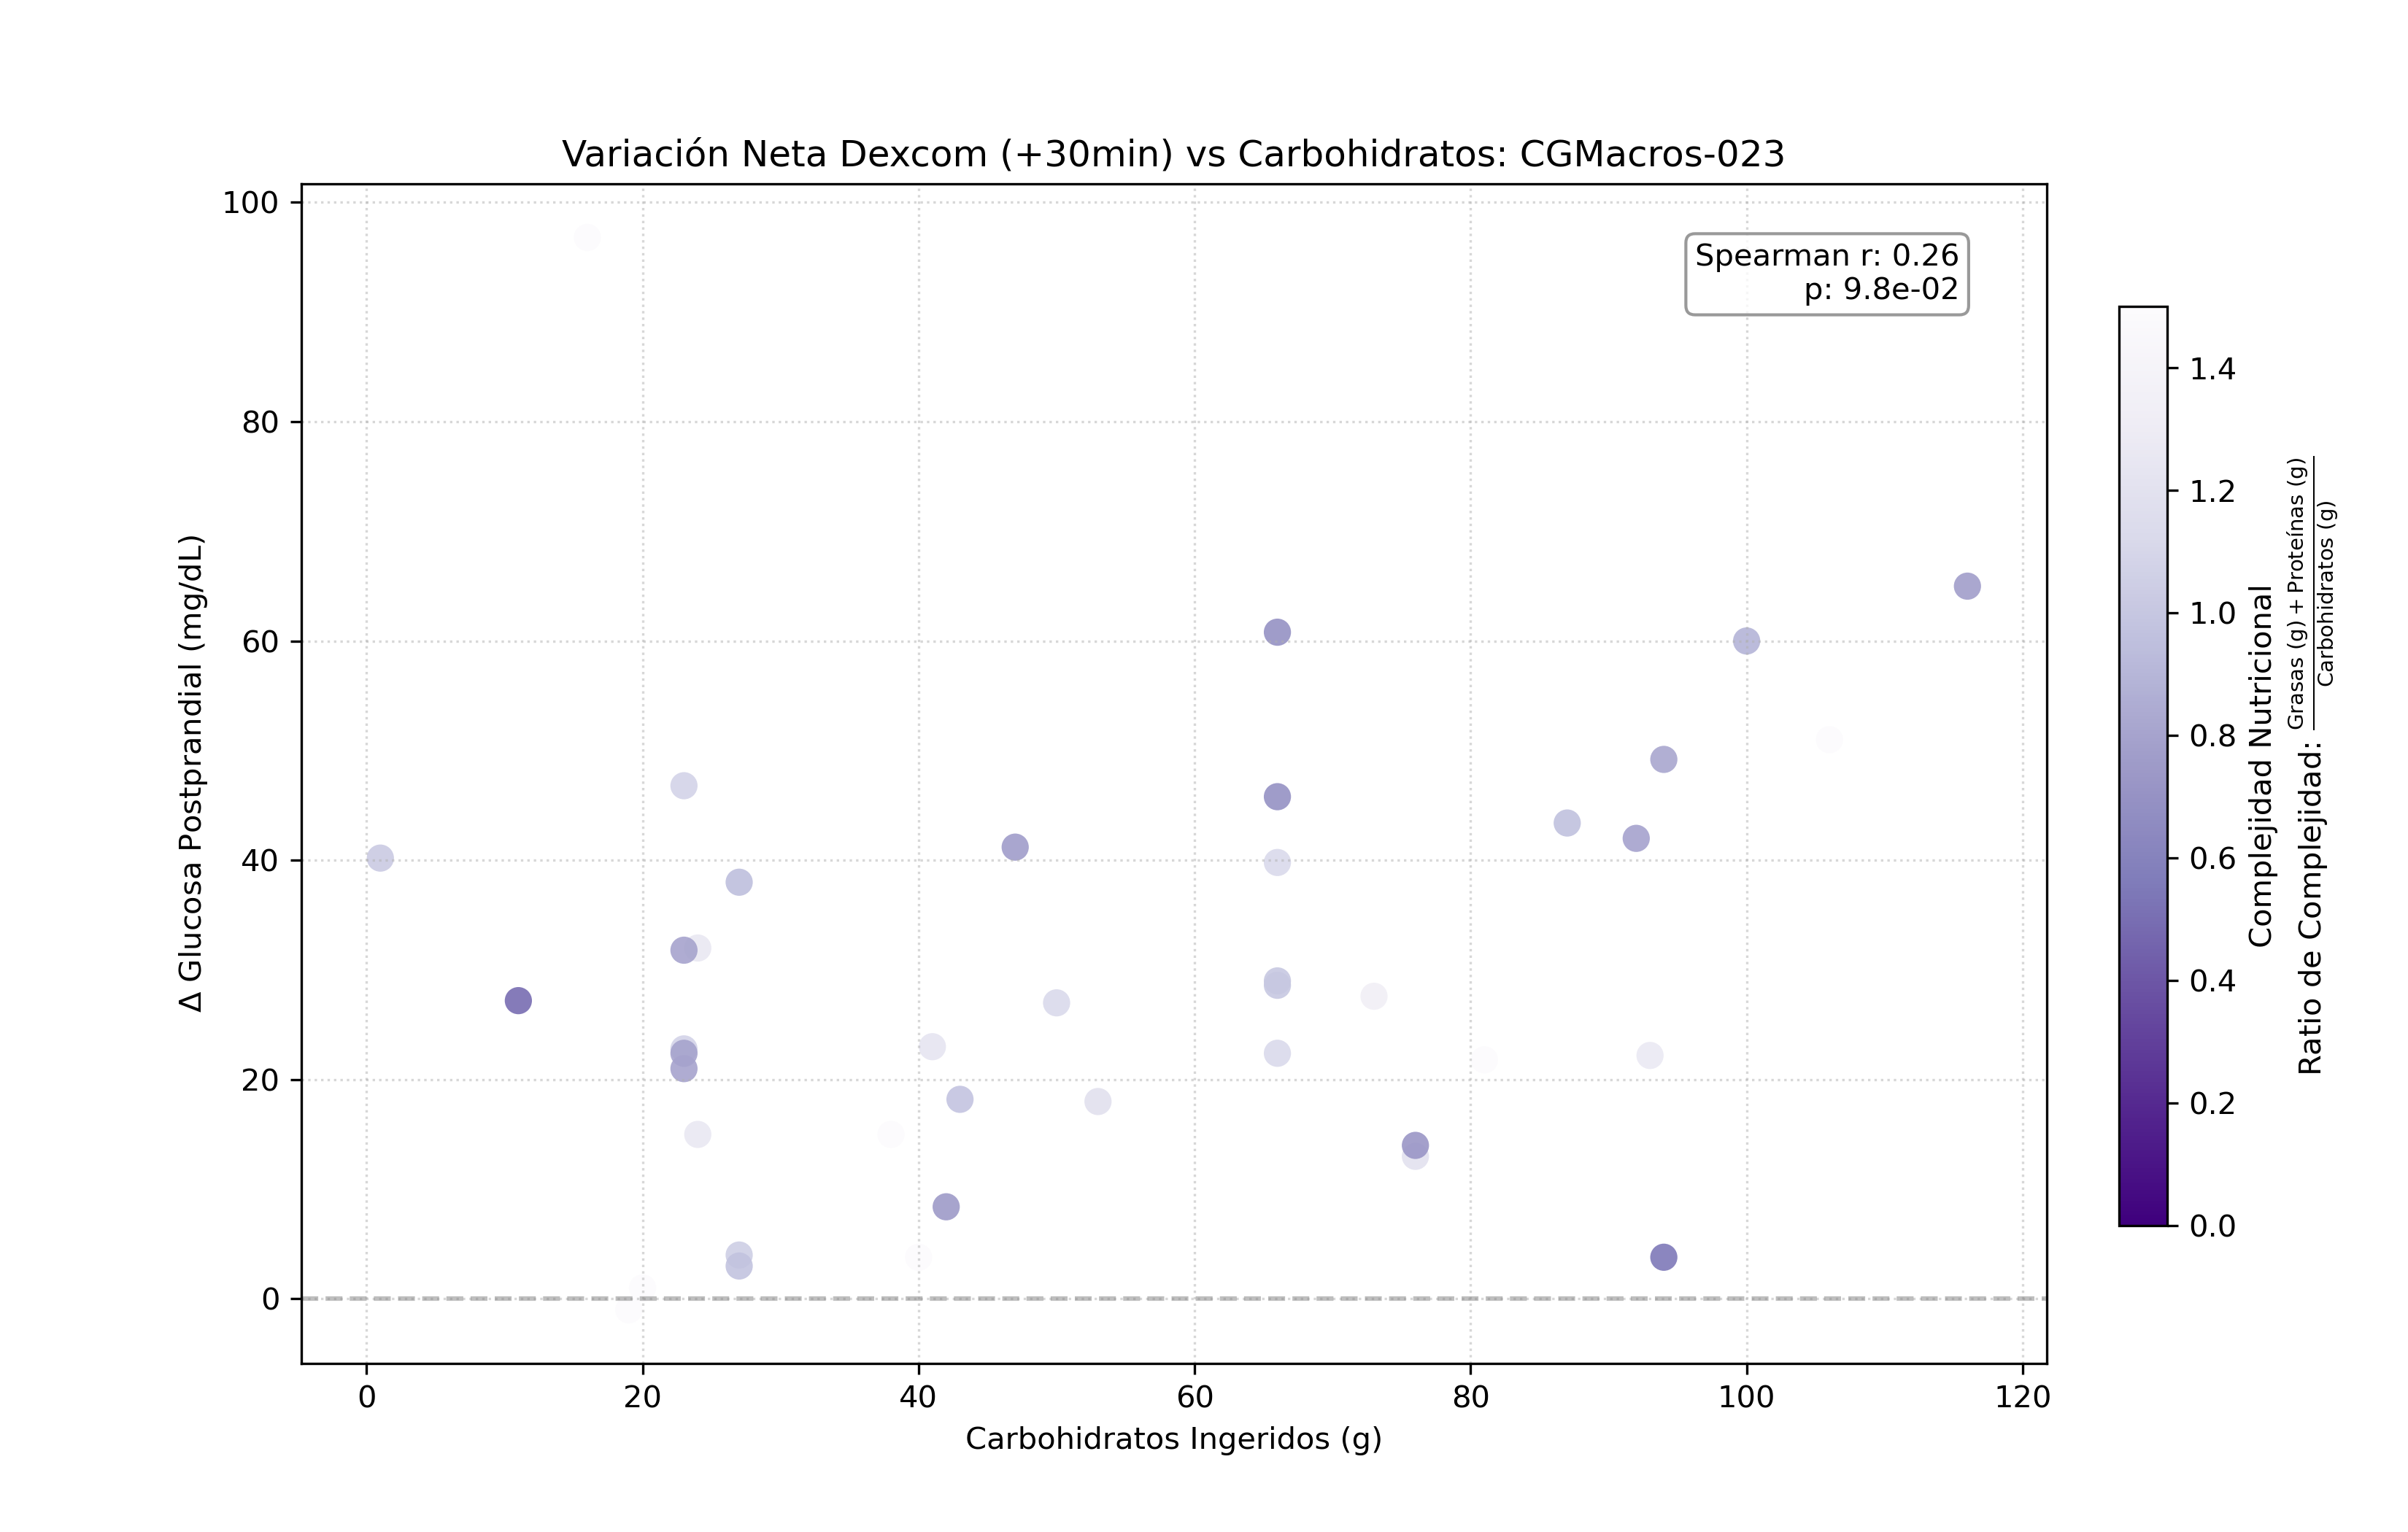 Variación Neta Dexcom (+30min) vs Carbohidratos: CGMacros-023
Spearman r: 0.26
p: 9.8e-02
Δ Glucosa Postprandial (mg/dL)
100
80
60
40
20
0
0
20
40
60
80
100
120
Carbohidratos Ingeridos (g)
1.4
1.2
1.0
0.8
0.6
0.4
0.2
0.0
Complejidad Nutricional
Ratio de Complejidad: Grasas (g) + Proteínas (g)
Carbohidratos (g)